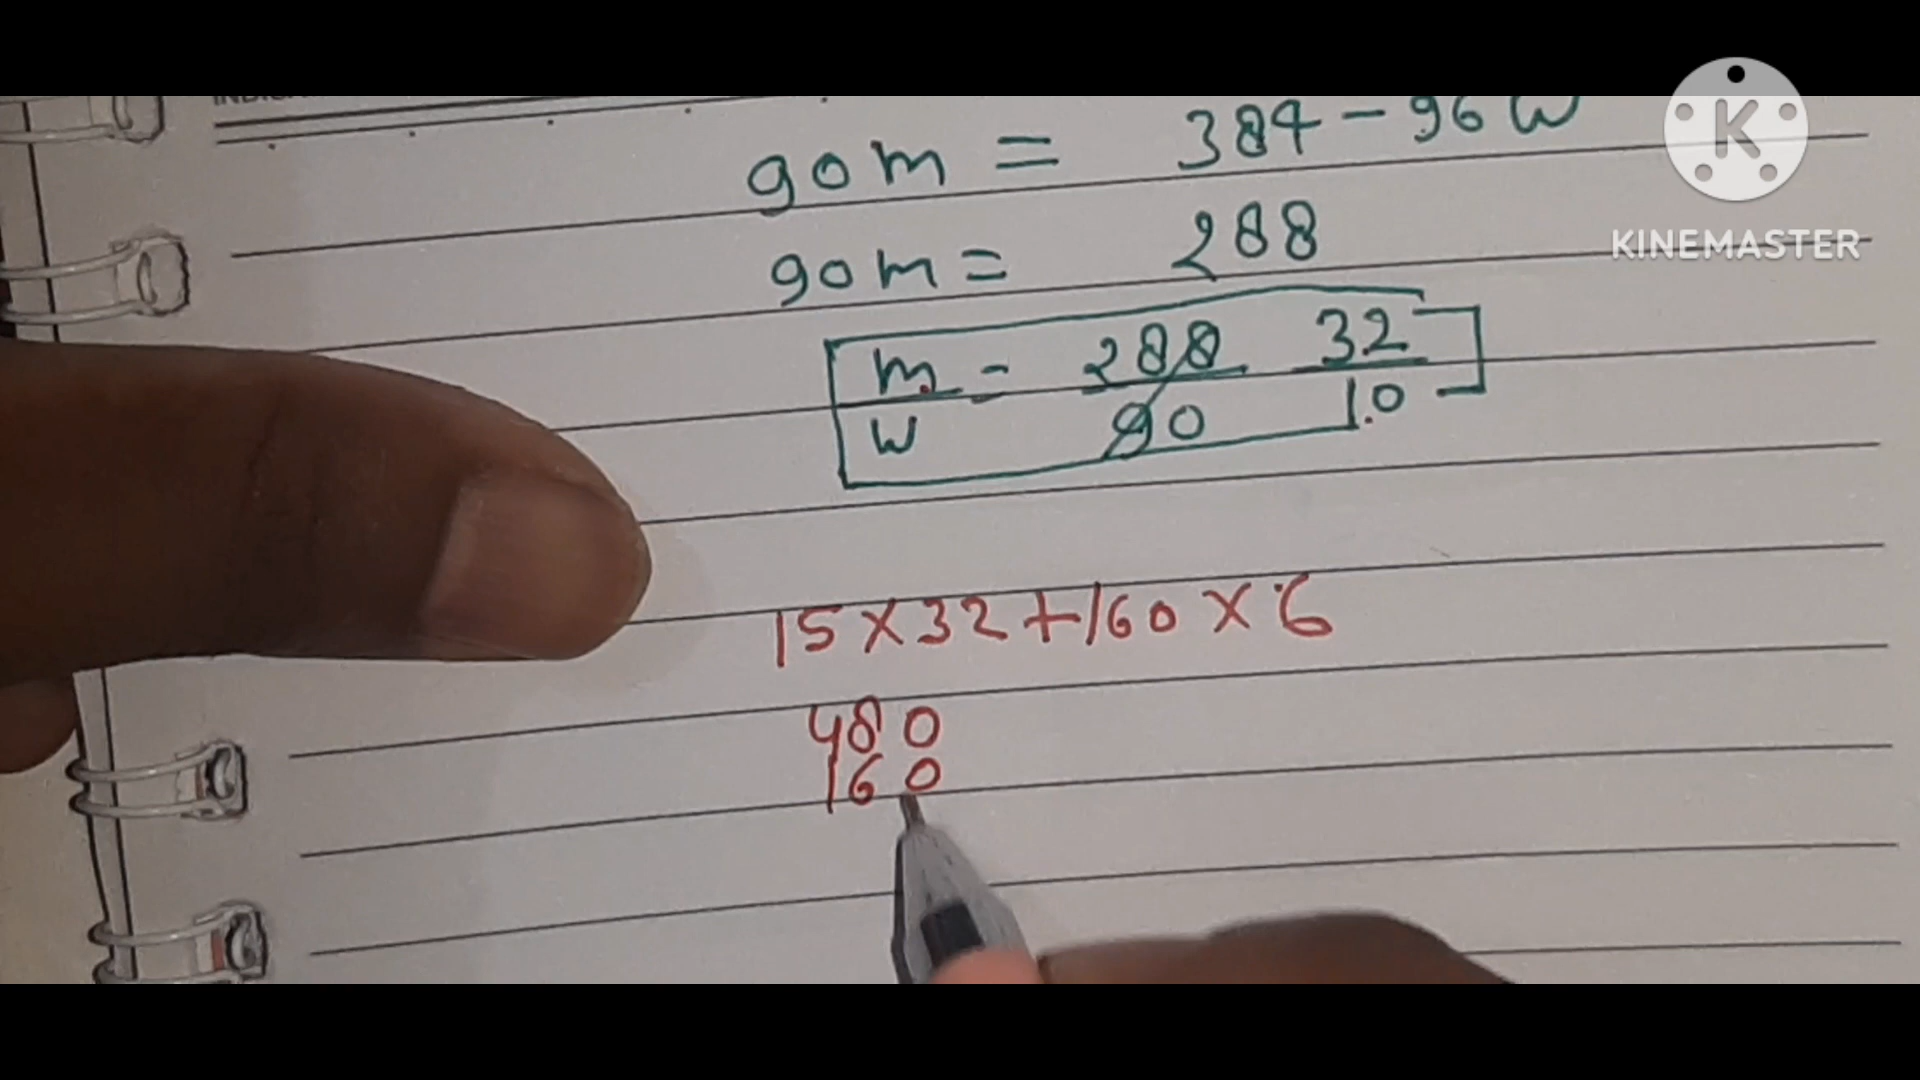 90m = 384 - 96W
90m = 288
m = 288 32
W 90 10
15 X 32 + 160 X 6
480
160
K
KINEMASTER